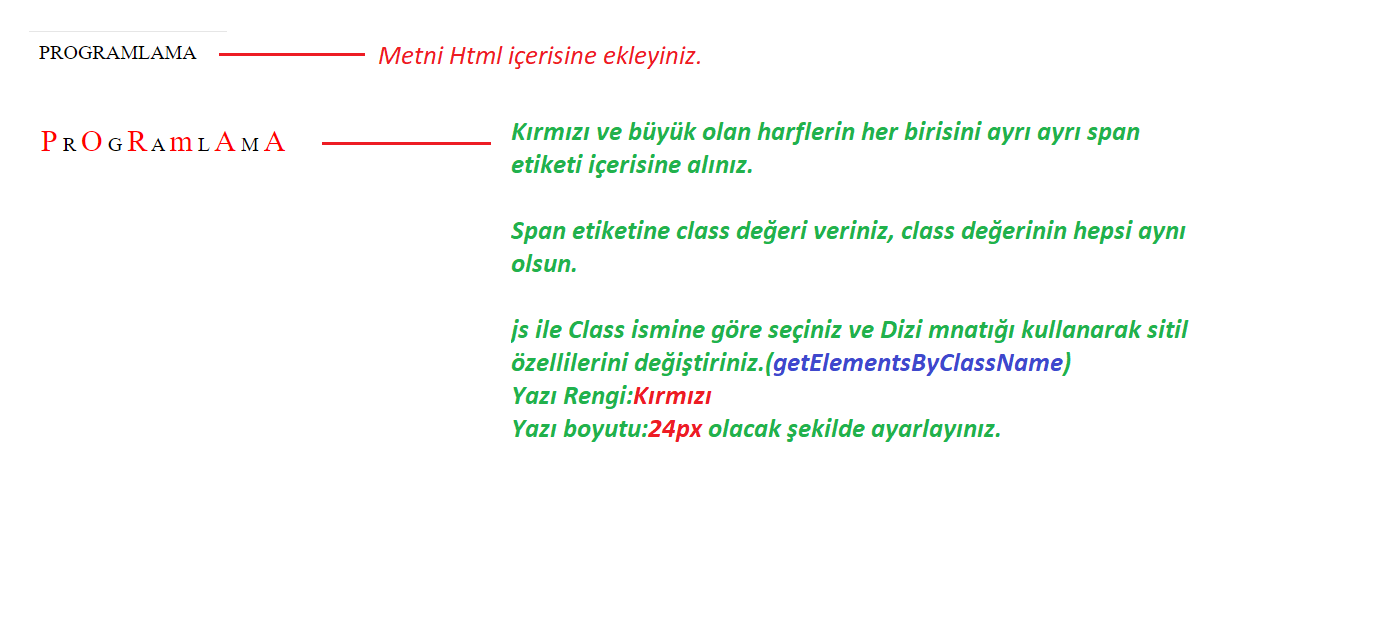 PROGRAMLAMA
Metni Html içerisine ekleyiniz.
P R O G R A m L A M A
Kırmızı ve büyük olan harflerin her birisini ayrı ayrı span
etiketi içerisine alınız.
Span etiketine class değeri veriniz, class değerinin hepsi aynı
olsun.
js ile Class ismine göre seçiniz ve Dizi mnatığı kullanarak sitil
özellilerini değiştiriniz.(getElementsByClassName)
Yazı Rengi:Kırmızı
Yazı boyutu:24px olacak şekilde ayarlayınız.